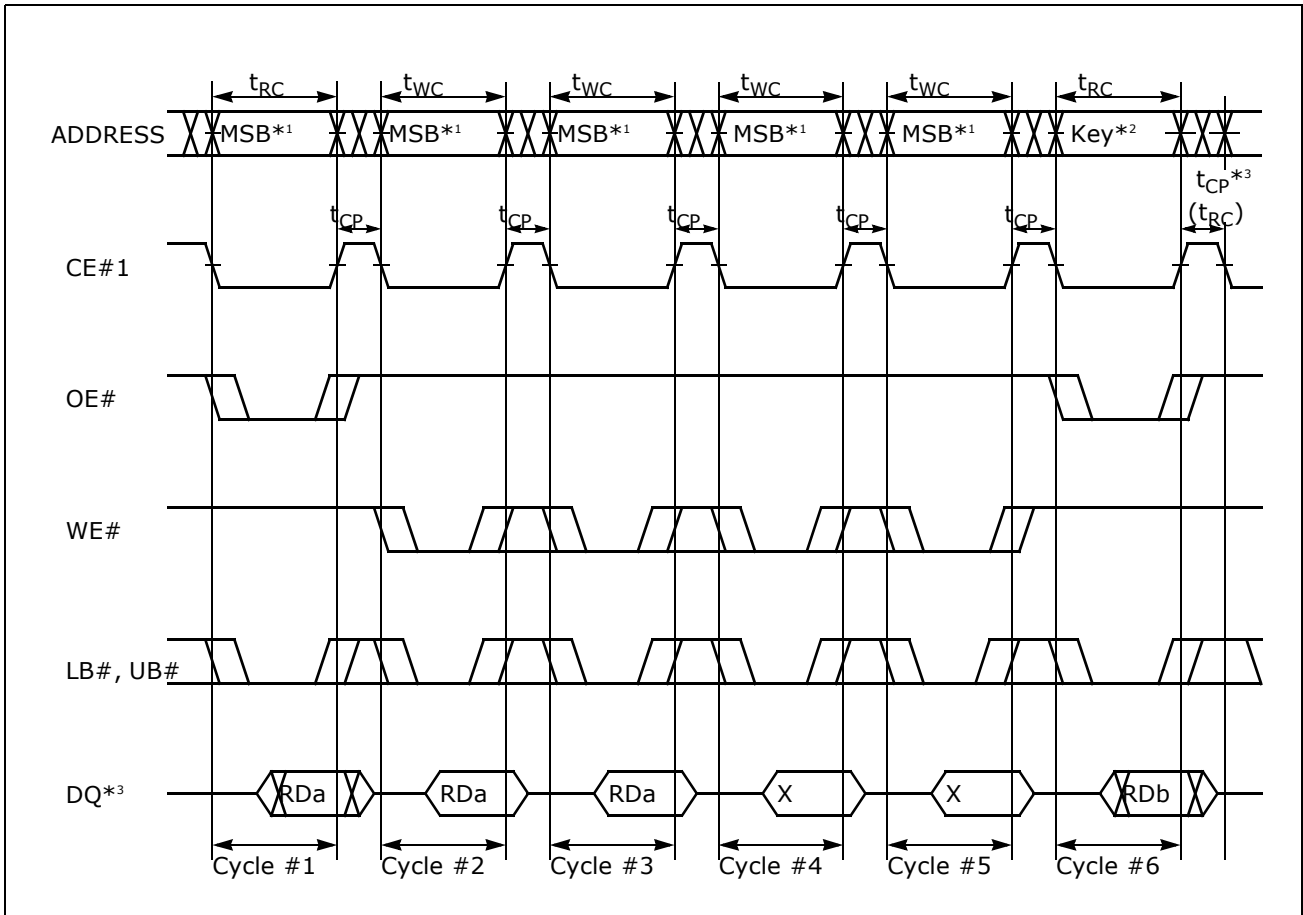 tRC tWC tWC tWC tWC tRC
ADDRESS MSB*1 MSB*1 MSB*1 MSB*1 MSB*1 Key*2
tCP tCP tCP tCP tCP tCP*3
(tRC)
CE#1
OE#
WE#
LB#, UB#
DQ*3 RDa RDa RDa X X RDb
Cycle #1 Cycle #2 Cycle #3 Cycle #4 Cycle #5 Cycle #6